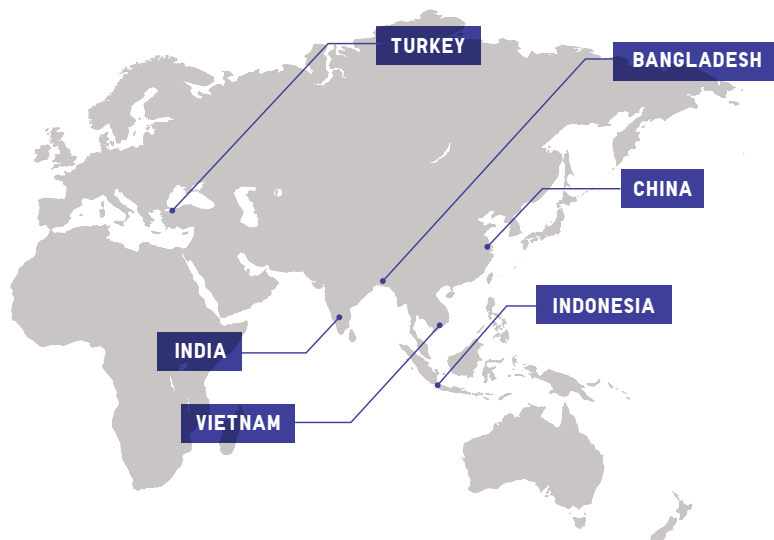 TURKEY
BANGLADESH
CHINA
INDONESIA
INDIA
VIETNAM